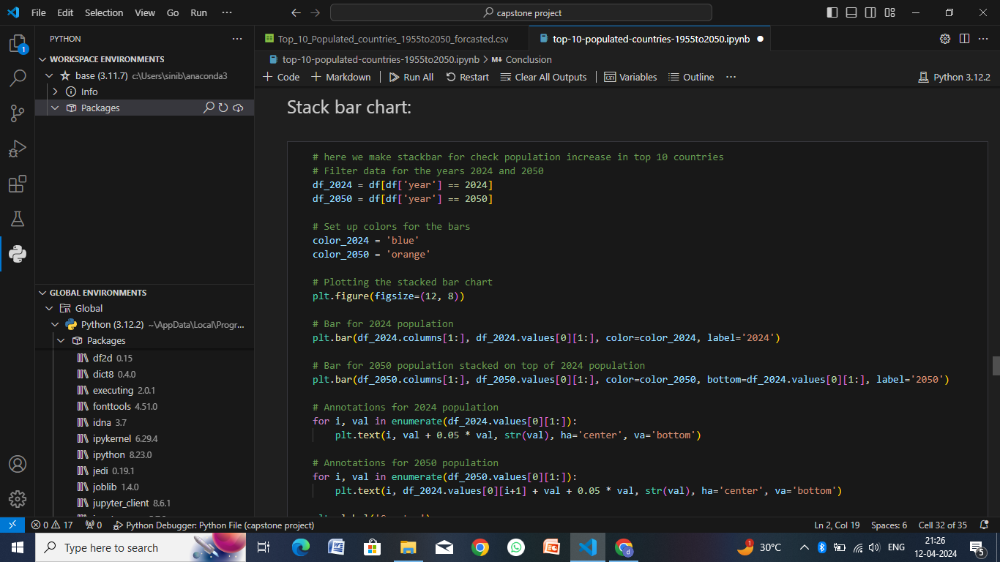 File Edit Selection View Go Run ···
capstone project
PYTHON ···
WORKSPACE ENVIRONMENTS
base (3.11.7) c:\Users\sinib\anaconda3
Info
Packages
GLOBAL ENVIRONMENTS
Global
Python (3.12.2) ~\AppData\Local\Progr...
Packages
df2d 0.15
dict8 0.4.0
executing 2.0.1
fonttools 4.51.0
idna 3.7
ipykernel 6.29.4
ipython 8.23.0
jedi 0.19.1
joblib 1.4.0
jupyter_client 8.6.1
Top_10_Populated_countries_1955to2050_forcasted.csv
top-10-populated-countries-1955to2050.ipynb
top-10-populated-countries-1955to2050.ipynb > M↓ Conclusion
+ Code + Markdown | Run All Restart Clear All Outputs | Variables Outline ··· Python 3.12.2
Stack bar chart:
# here we make stackbar for check population increase in top 10 countries
# Filter data for the years 2024 and 2050
df_2024 = df[df['year'] == 2024]
df_2050 = df[df['year'] == 2050]
# Set up colors for the bars
color_2024 = 'blue'
color_2050 = 'orange'
# Plotting the stacked bar chart
plt.figure(figsize=(12, 8))
# Bar for 2024 population
plt.bar(df_2024.columns[1:], df_2024.values[0][1:], color=color_2024, label='2024')
# Bar for 2050 population stacked on top of 2024 population
plt.bar(df_2050.columns[1:], df_2050.values[0][1:], color=color_2050, bottom=df_2024.values[0][1:], label='2050')
# Annotations for 2024 population
for i, val in enumerate(df_2024.values[0][1:]):
    plt.text(i, val + 0.05 * val, str(val), ha='center', va='bottom')
# Annotations for 2050 population
for i, val in enumerate(df_2050.values[0][1:]):
    plt.text(i, df_2024.values[0][i+1] + val + 0.05 * val, str(val), ha='center', va='bottom')
0 17 0 Python Debugger: Python File (capstone project)
Ln 2, Col 19 Spaces: 6 Cell 32 of 35
1
Type here to search
1
30°C
ENG
21:26
12-04-2024
5